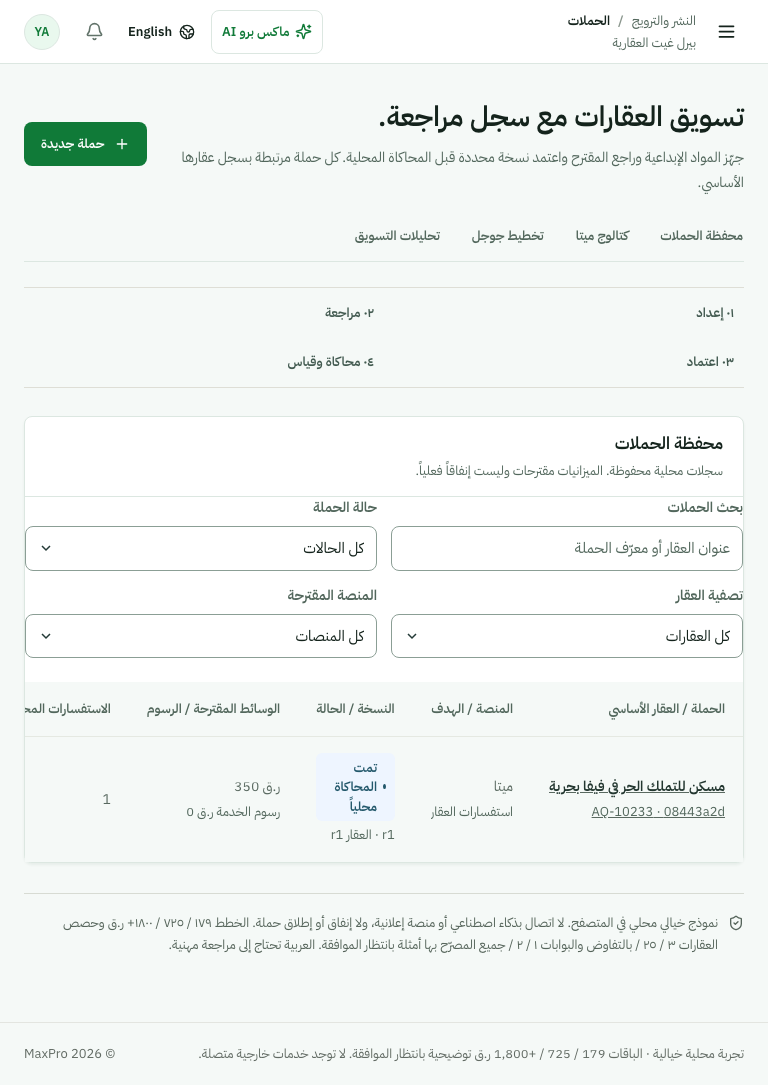 النشر والترويج / الحملات
بيرل غيت العقارية
ماكس برو AI
English
YA
تسويق العقارات مع سجل مراجعة.
جهّز المواد الإبداعية وراجع المقترح واعتمد نسخة محددة قبل المحاكاة المحلية. كل حملة مرتبطة بسجل عقارها
الأساسي.
حملة جديدة
محفظة الحملات
كتالوج ميتا
تخطيط جوجل
تحليلات التسويق
٠١ إعداد
٠٢ مراجعة
٠٣ اعتماد
٠٤ محاكاة وقياس
محفظة الحملات
سجلات محلية محفوظة. الميزانيات مقترحات وليست إنفاقاً فعلياً.
بحث الحملات
حالة الحملة
عنوان العقار أو معرّف الحملة
كل الحالات
تصفية العقار
المنصة المقترحة
كل العقارات
كل المنصات
الحملة / العقار الأساسي
المنصة / الهدف
النسخة / الحالة
الوسائط المقترحة / الرسوم
الاستفسارات
مسكن للتملك الحر في فيفا بحرية
AQ-10233 · 08443a2d
ميتا
استفسارات العقار
تمت
المحاكاة
محلياً
r1 · العقار r1
ر.ق 350
رسوم الخدمة ر.ق 0
1
نموذج خيالي محلي في المتصفح. لا اتصال بذكاء اصطناعي أو منصة إعلانية، ولا إنفاق أو إطلاق حملة. الخطط ١٧٩ / ٧٢٥ / ١٨٠٠+ ر.ق وحصص
العقارات ٣ / ٢٥ / بالتفاوض والبوابات ١ / ٢ / جميع المصرّح بها أمثلة بانتظار الموافقة. العربية تحتاج إلى مراجعة مهنية.
تجربة محلية خيالية · الباقات 179 / 725 / +1,800 ر.ق توضيحية بانتظار الموافقة. لا توجد خدمات خارجية متصلة.
© 2026 MaxPro